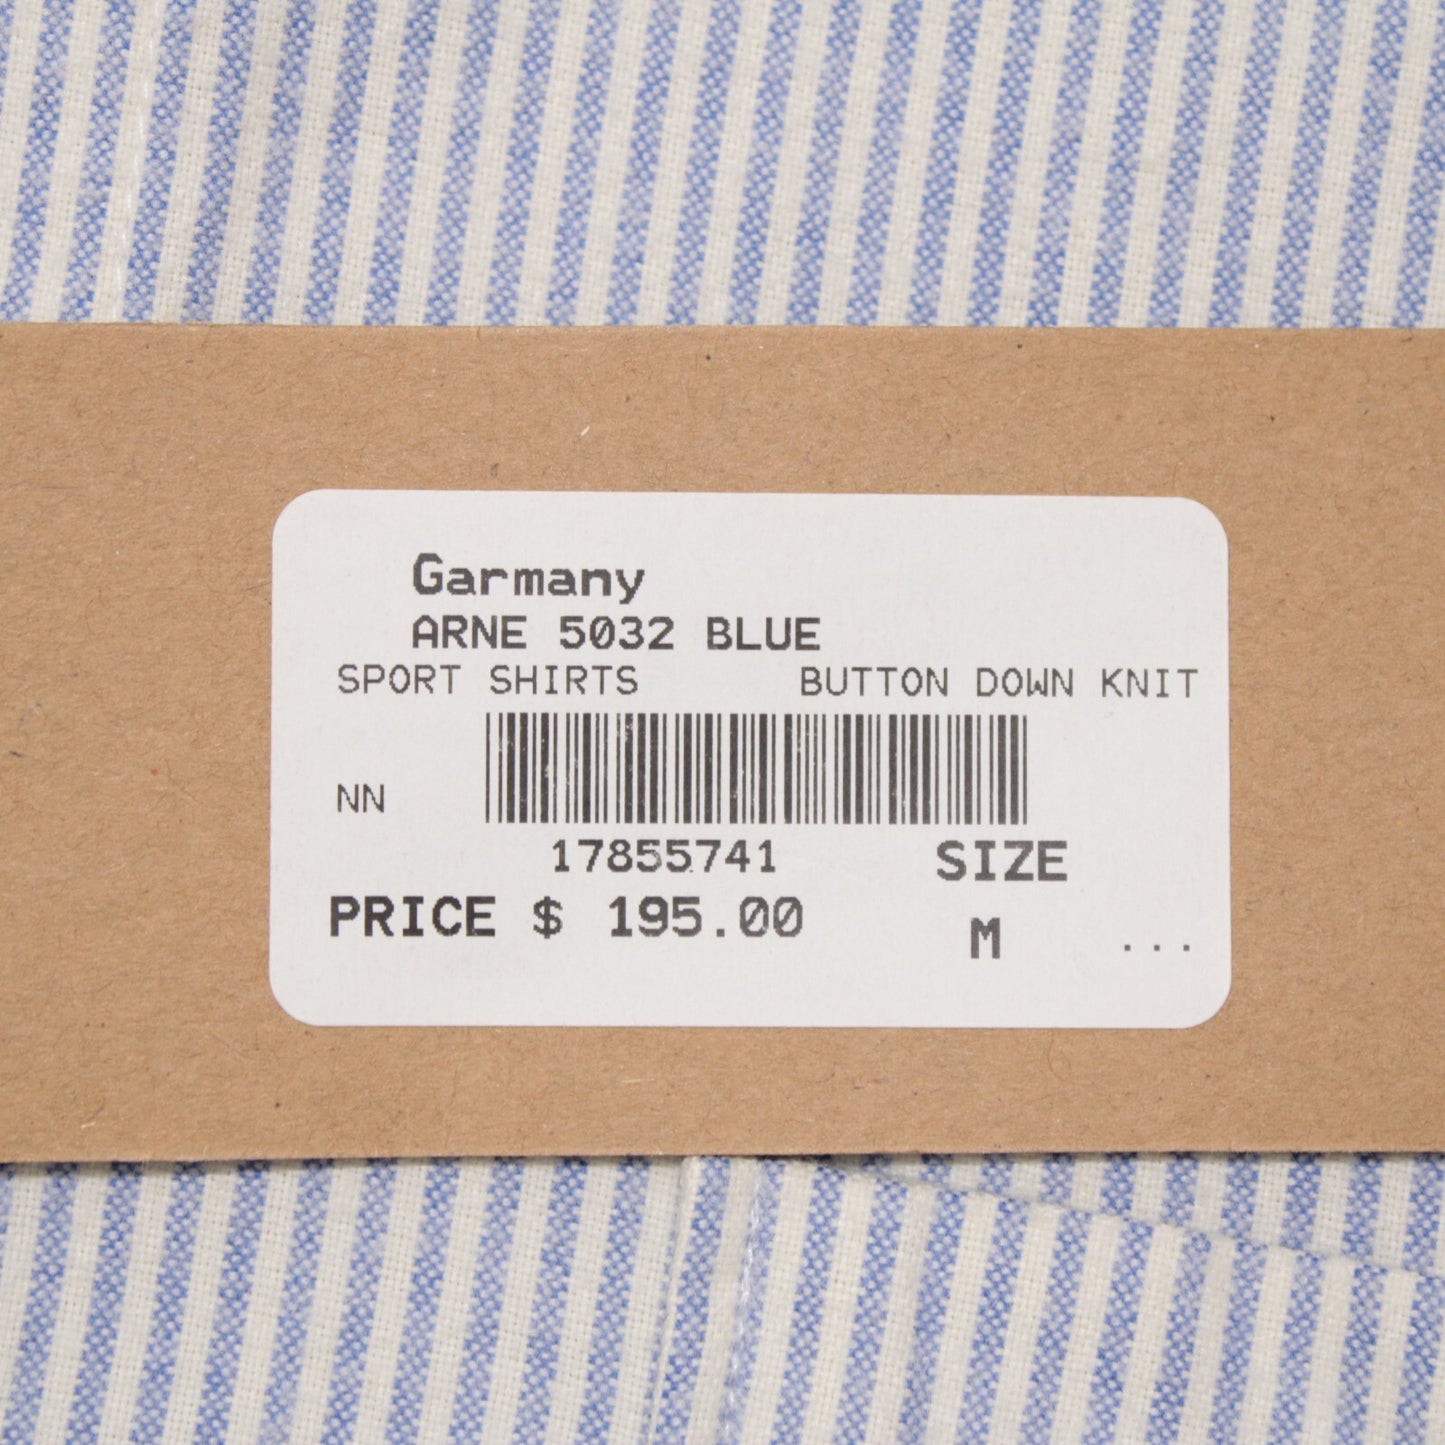 Garmany
ARNE 5032 BLUE
SPORT SHIRTS BUTTON DOWN KNIT
NN
17855741 SIZE
PRICE $ 195.00
M ...